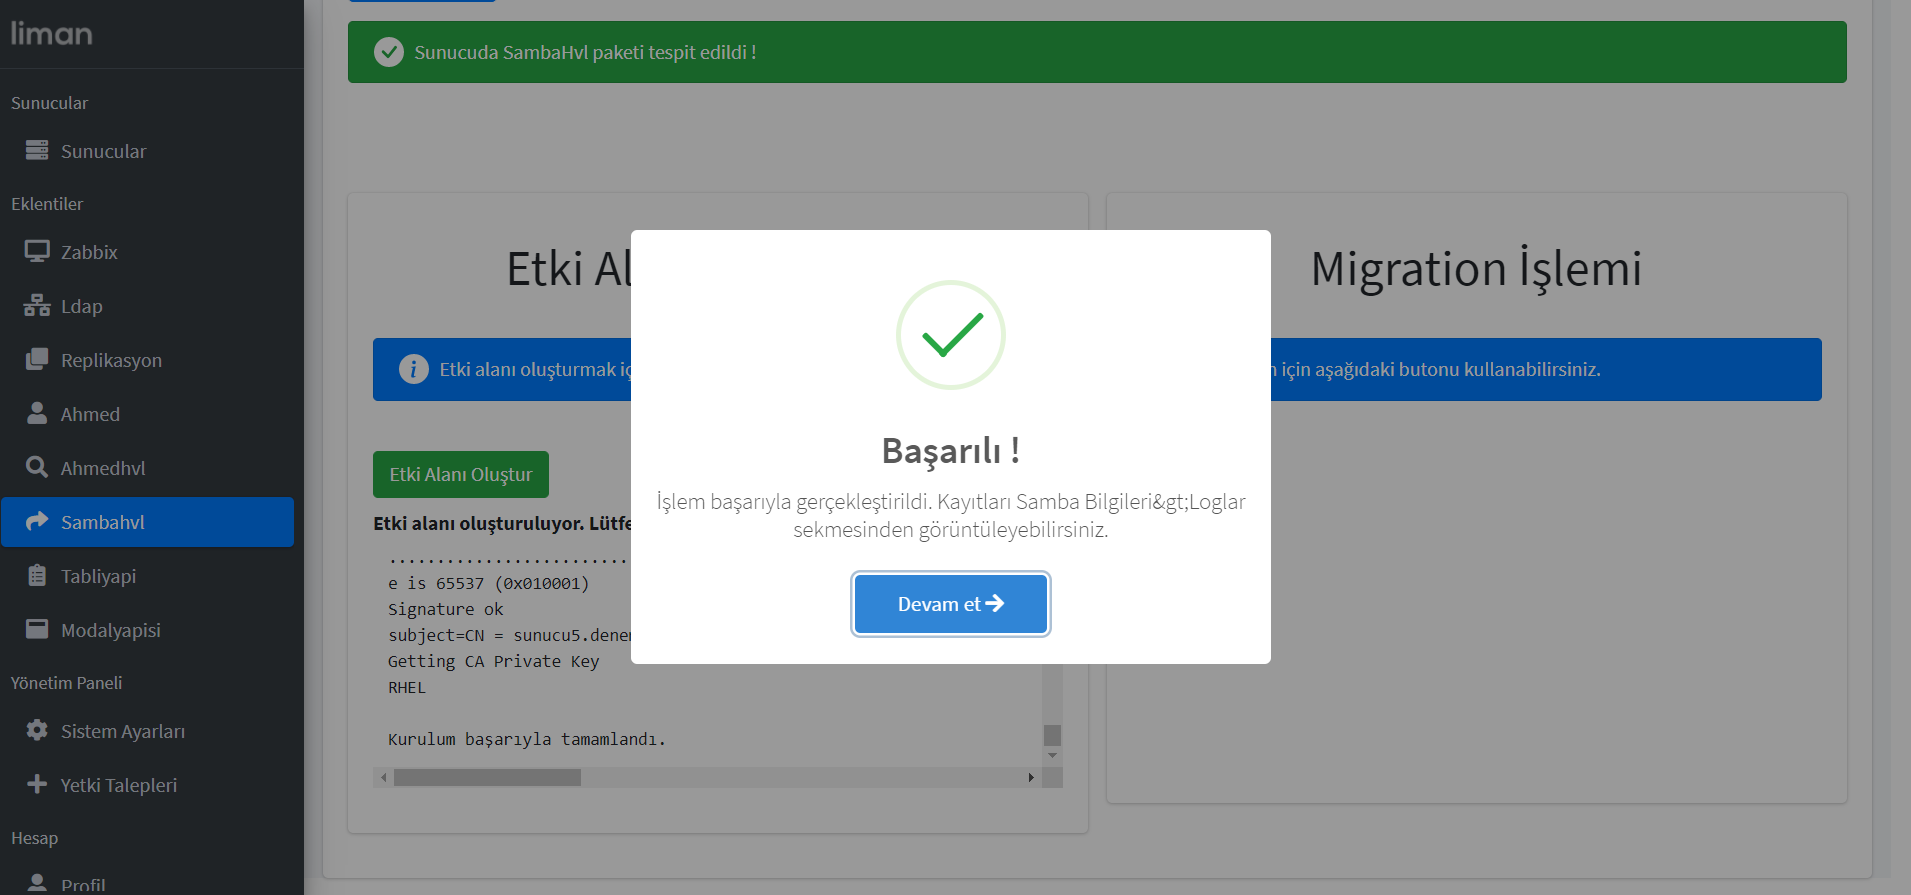 liman
Sunucular
Sunucular
Eklentiler
Zabbix
Ldap
Replikasyon
Ahmed
Ahmedhvl
Sambahvl
Tabliyapi
Modalyapisi
Yönetim Paneli
Sistem Ayarları
Yetki Talepleri
Hesap
Profil
Sunucuda SambaHvl paketi tespit edildi !
Etki Al
Etki alanı oluşturmak iç
Etki Alanı Oluştur
Etki alanı oluşturuluyor. Lütfe
.........................
e is 65537 (0x010001)
Signature ok
subject=CN = sunucu5.dener
Getting CA Private Key
RHEL
Kurulum başarıyla tamamlandı.
Migration İşlemi
için aşağıdaki butonu kullanabilirsiniz.
Başarılı !
İşlem başarıyla gerçekleştirildi. Kayıtları Samba Bilgileri&gt;Loglar
sekmesinden görüntüleyebilirsiniz.
Devam et